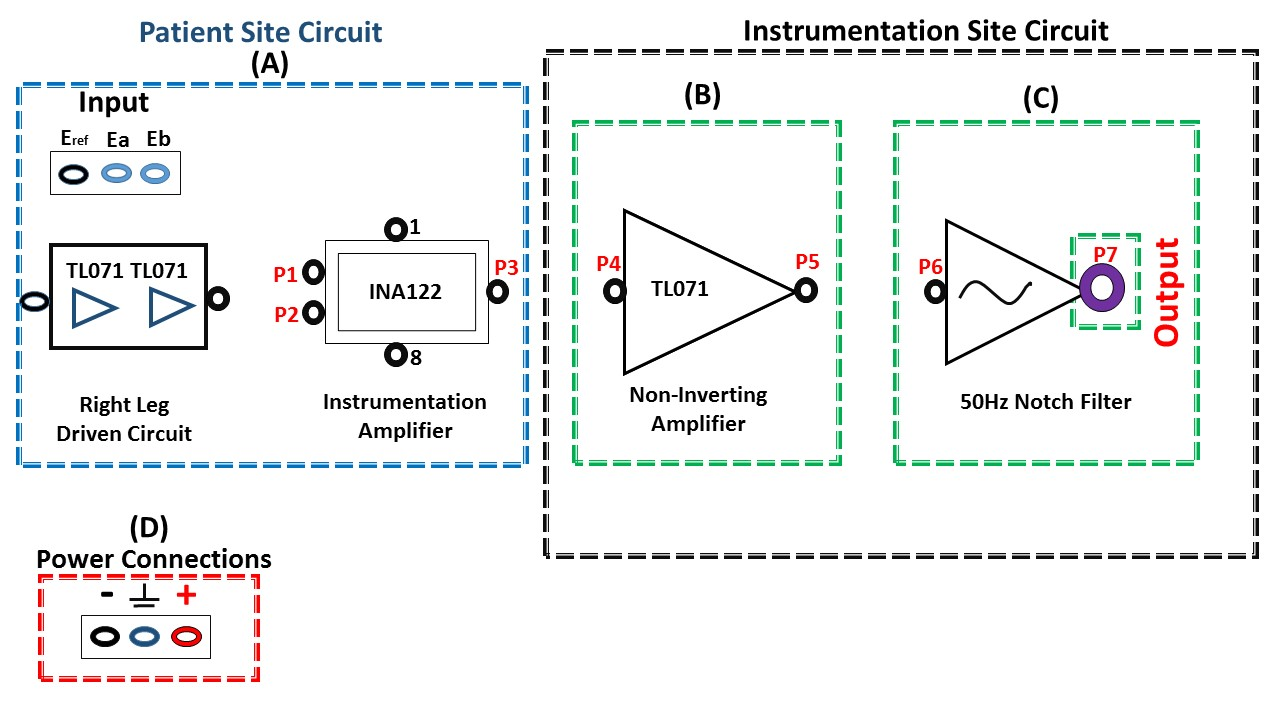 Patient Site Circuit
(A)
Input
Eref Ea Eb
TL071 TL071
Right Leg
Driven Circuit
1
P1
P2
INA122
P3
8
Instrumentation
Amplifier
Instrumentation Site Circuit
(B)
P4
TL071
P5
Non-Inverting
Amplifier
(C)
P6
P7
Output
50Hz Notch Filter
(D)
Power Connections
- +